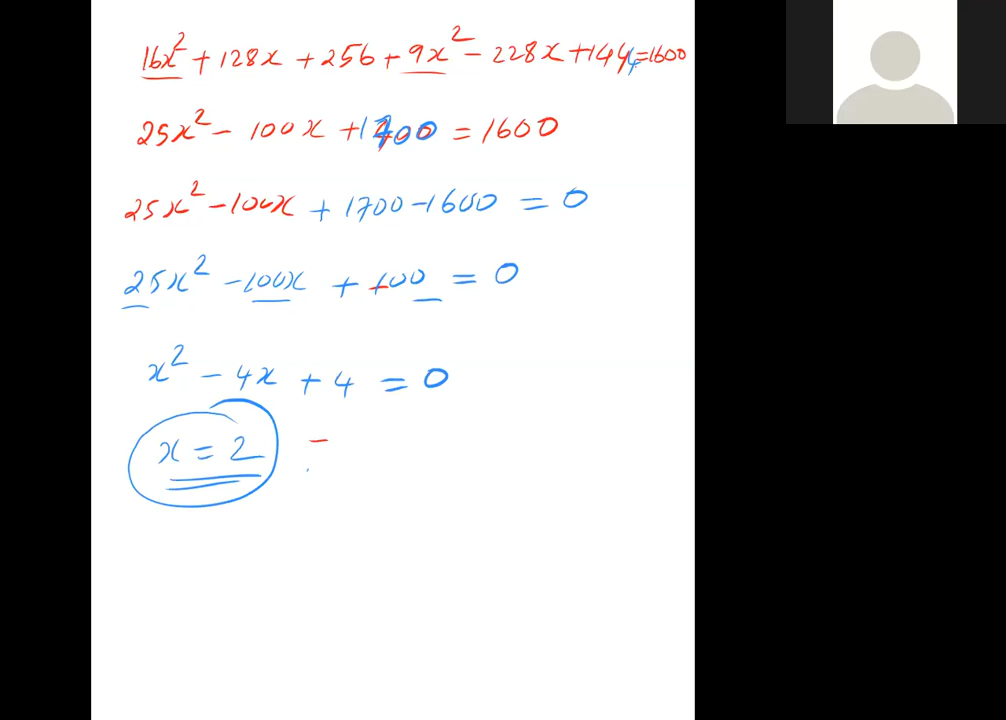 16x² + 128x + 256 + 9x² - 228x + 1444 = 1600
25x² - 100x + 1700 = 1600
25x² - 100x + 1700 - 1600 = 0
25x² - 100x + 100 = 0
x² - 4x + 4 = 0
x = 2